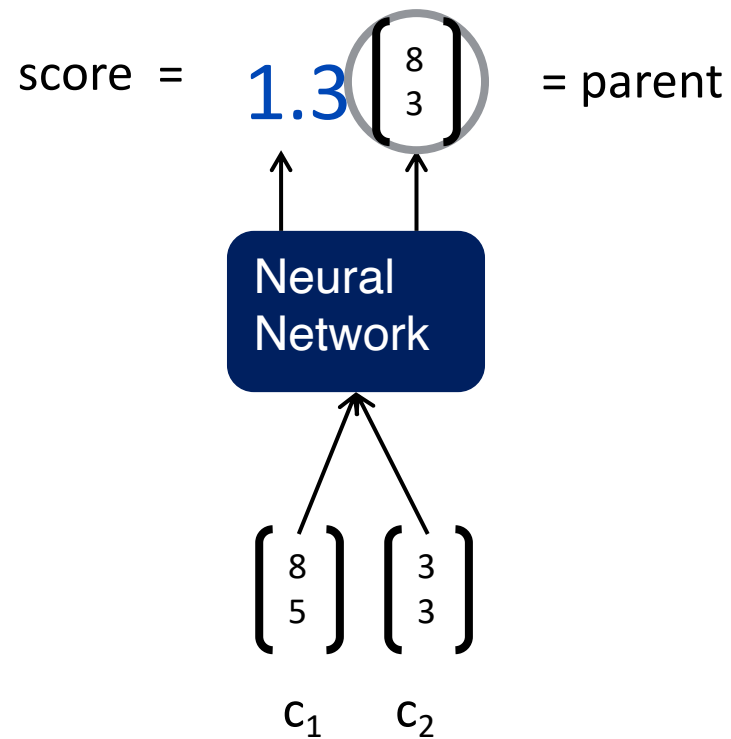 score = 1.3 8 = parent
3
Neural
Network
8 3
5 3
c₁ c₂